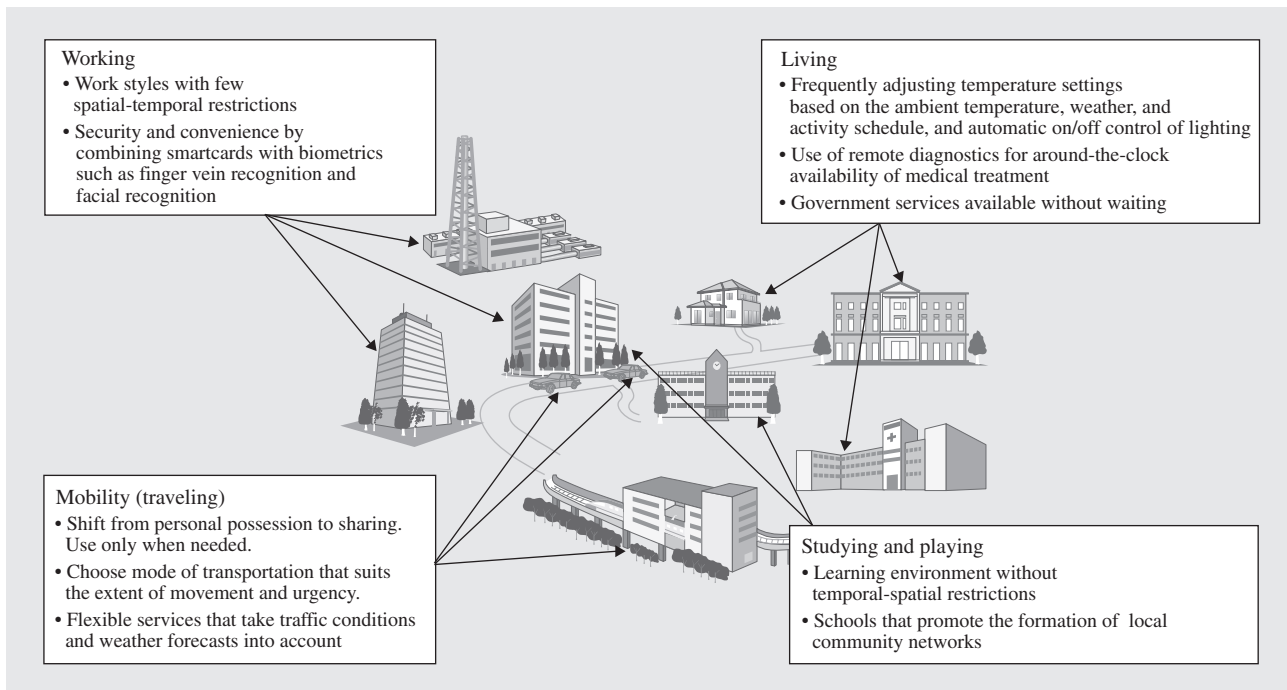 Working
• Work styles with few
spatial-temporal restrictions
• Security and convenience by
combining smartcards with biometrics
such as finger vein recognition and
facial recognition
Living
• Frequently adjusting temperature settings
based on the ambient temperature, weather, and
activity schedule, and automatic on/off control of lighting
• Use of remote diagnostics for around-the-clock
availability of medical treatment
• Government services available without waiting
Mobility (traveling)
• Shift from personal possession to sharing.
Use only when needed.
• Choose mode of transportation that suits
the extent of movement and urgency.
• Flexible services that take traffic conditions
and weather forecasts into account
Studying and playing
• Learning environment without
temporal-spatial restrictions
• Schools that promote the formation of local
community networks